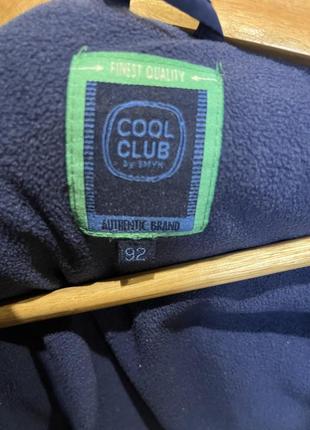 FINEST QUALITY
COOL
CLUB
by SMYK
AUTHENTIC BRAND
92